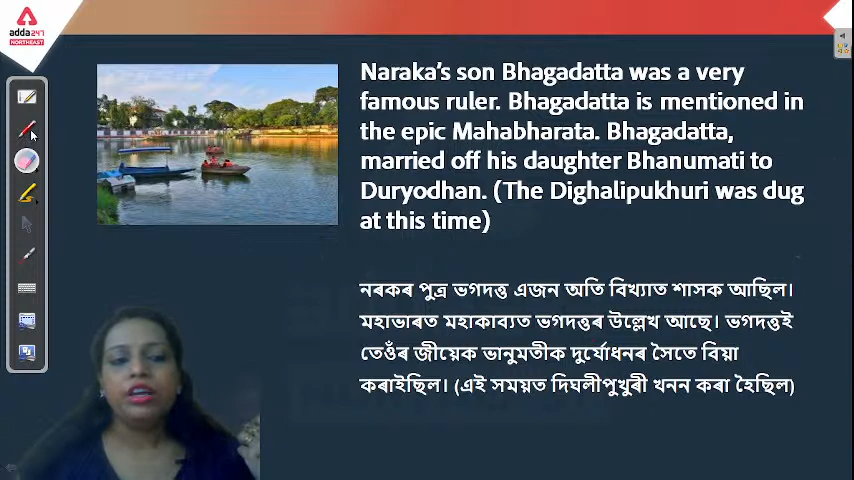 adda247
NORTHEAST
Naraka's son Bhagadatta was a very
famous ruler. Bhagadatta is mentioned in
the epic Mahabharata. Bhagadatta,
married off his daughter Bhanumati to
Duryodhan. (The Dighalipukhuri was dug
at this time)
নৰকৰ পুত্ৰ ভগদত্ত এজন অতি বিখ্যাত শাসক আছিল।
মহাভাৰত মহাকাব্যত ভগদত্তৰ উল্লেখ আছে। ভগদত্তই
তেওঁৰ জীয়েক ভানুমতীক দুৰ্যোধনৰ সৈতে বিয়া
কৰাইছিল। (এই সময়ত দিঘলীপুখুৰী খনন কৰা হৈছিল)